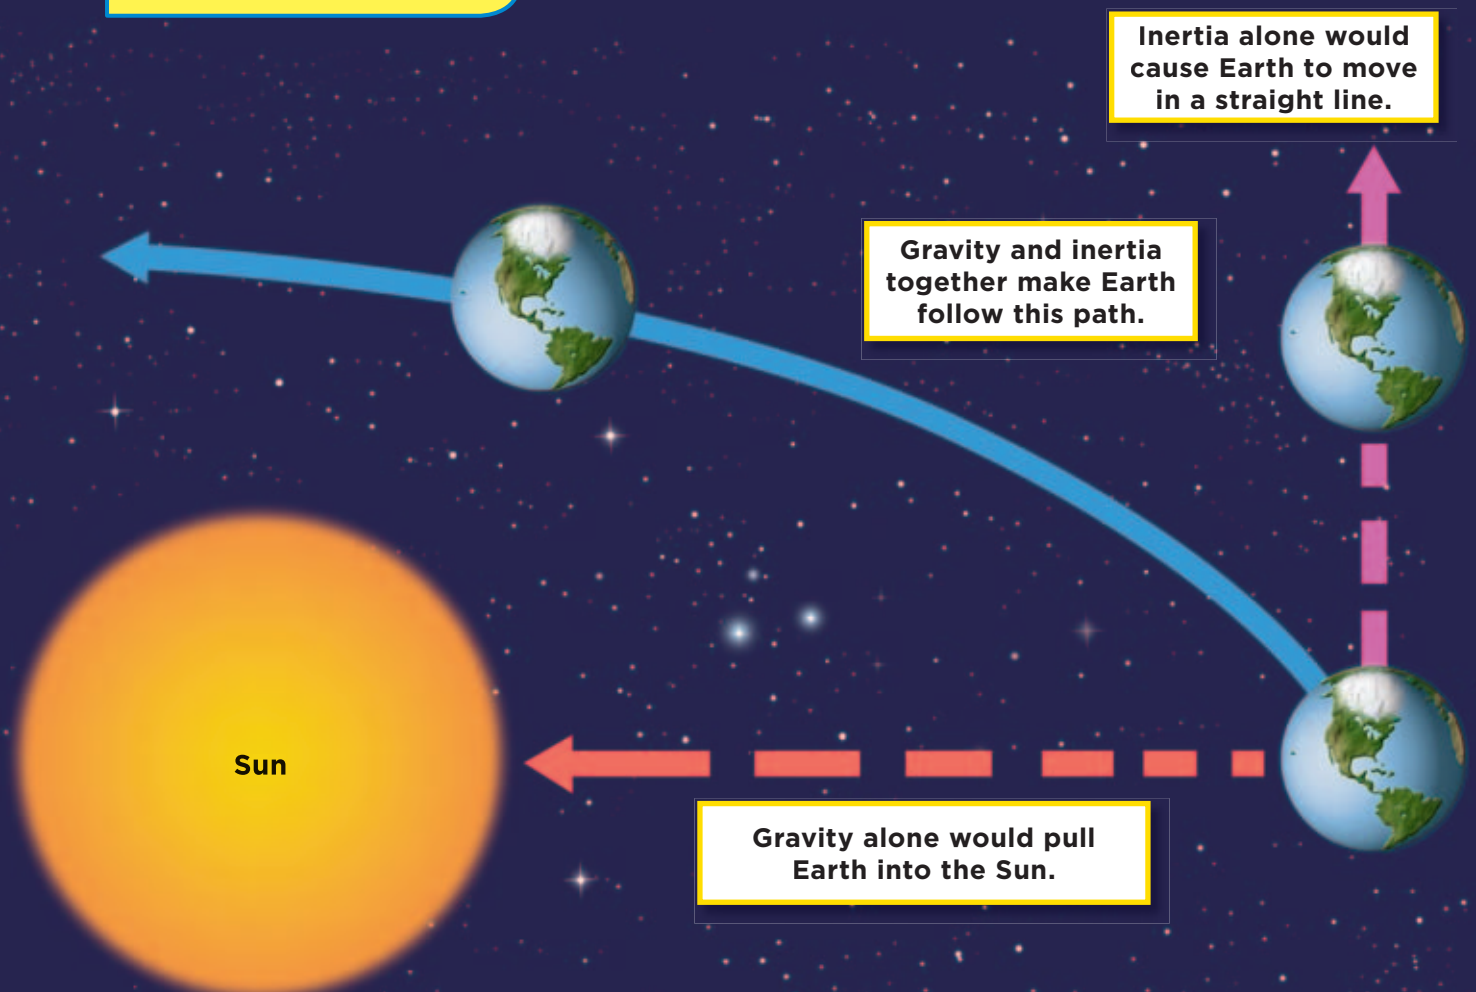 Inertia alone would
cause Earth to move
in a straight line.
Gravity and inertia
together make Earth
follow this path.
Sun
Gravity alone would pull
Earth into the Sun.